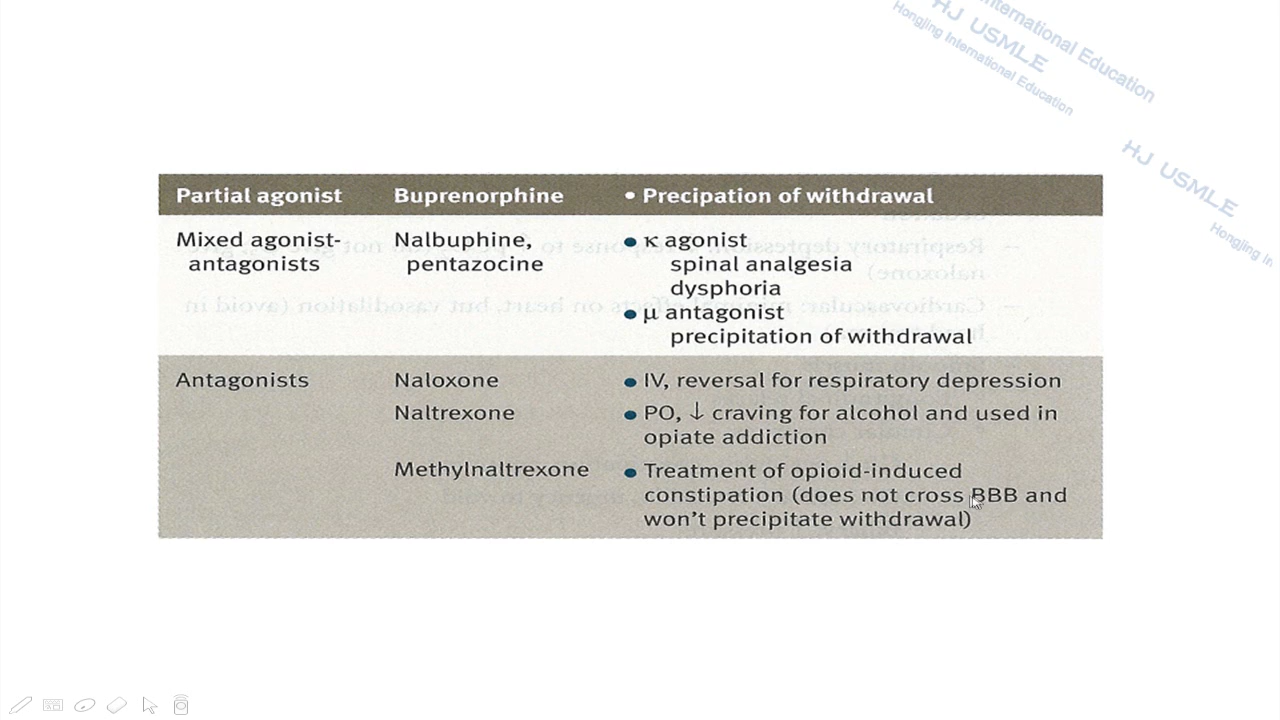 International Education
HJ USMLE
Hongjing International Education
HJ USMLE
Hongjing In
Partial agonist Buprenorphine • Precipation of withdrawal
Mixed agonist- Nalbuphine, • κ agonist
antagonists pentazocine spinal analgesia
dysphoria
• μ antagonist
precipitation of withdrawal
Antagonists Naloxone • IV, reversal for respiratory depression
Naltrexone • PO, ↓ craving for alcohol and used in
opiate addiction
Methylnaltrexone • Treatment of opioid-induced
constipation (does not cross BBB and
won't precipitate withdrawal)